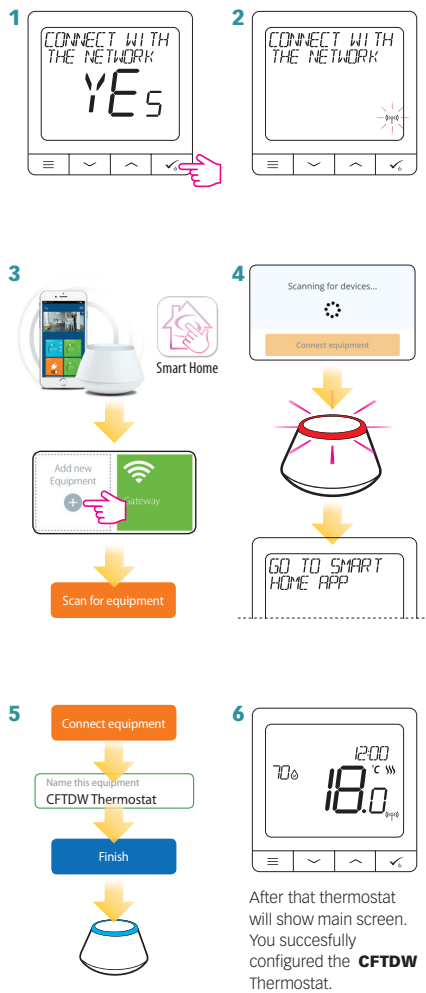 1
CONNECT WITH
THE NETWORK
YES
2
CONNECT WITH
THE NETWORK
3
Smart Home
Add new
Equipment
Gateway
Scan for equipment
4
Scanning for devices...
Connect equipment
GO TO SMART
HOME APP
5
Connect equipment
Name this equipment
CFTDW Thermostat
Finish
6
12:00
70
°C
18.0
After that thermostat
will show main screen.
You succesfully
configured the CFTDW
Thermostat.